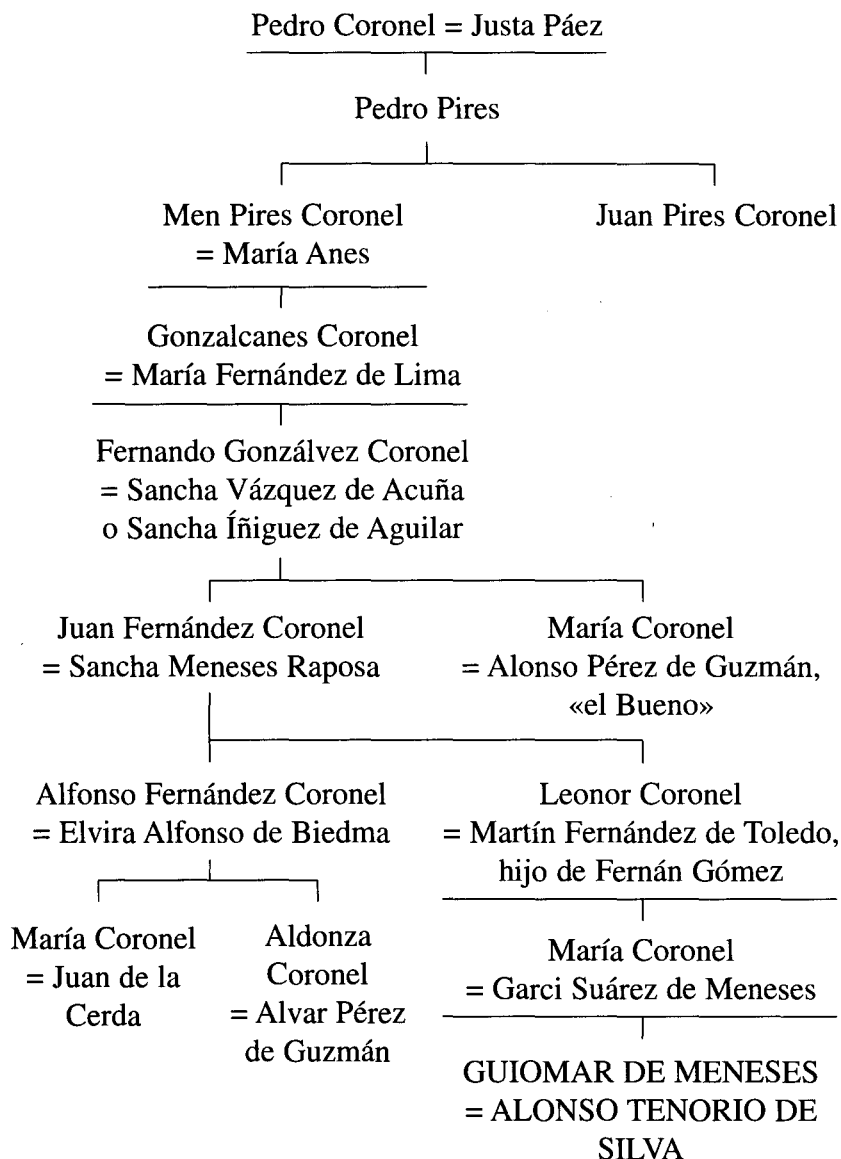 Pedro Coronel = Justa Páez
Pedro Pires
Men Pires Coronel
= María Anes
Juan Pires Coronel
Gonzalcanes Coronel
= María Fernández de Lima
Fernando Gonzálvez Coronel
= Sancha Vázquez de Acuña
o Sancha Íñiguez de Aguilar
Juan Fernández Coronel
= Sancha Meneses Raposa
María Coronel
= Alonso Pérez de Guzmán,
«el Bueno»
Alfonso Fernández Coronel
= Elvira Alfonso de Biedma
Leonor Coronel
= Martín Fernández de Toledo,
hijo de Fernán Gómez
María Coronel
= Juan de la
Cerda
Aldonza
Coronel
= Alvar Pérez
de Guzmán
María Coronel
= Garci Suárez de Meneses
GUIOMAR DE MENESES
= ALONSO TENORIO DE
SILVA